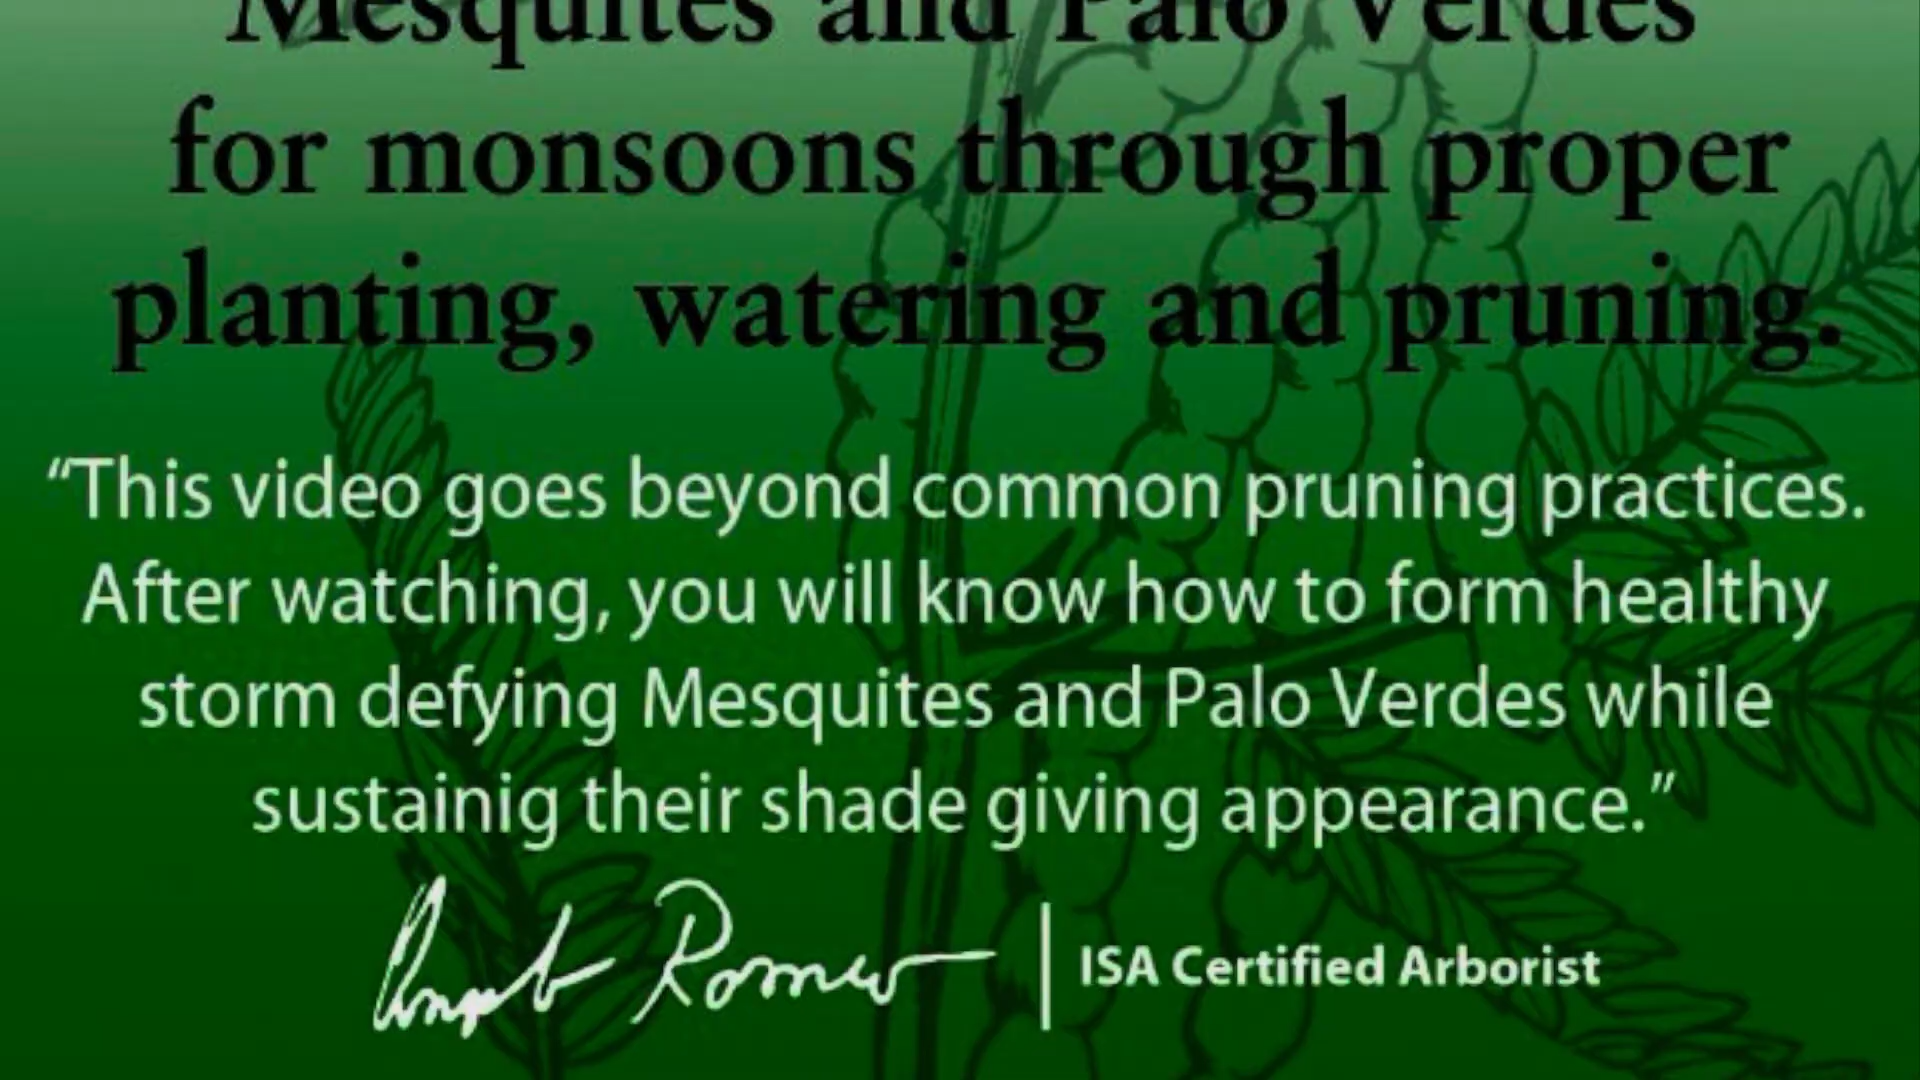 Mesquites and Palo Verdes
for monsoons through proper
planting, watering and pruning.
“This video goes beyond common pruning practices.
After watching, you will know how to form healthy
storm defying Mesquites and Palo Verdes while
sustainig their shade giving appearance.”
Romero
ISA Certified Arborist